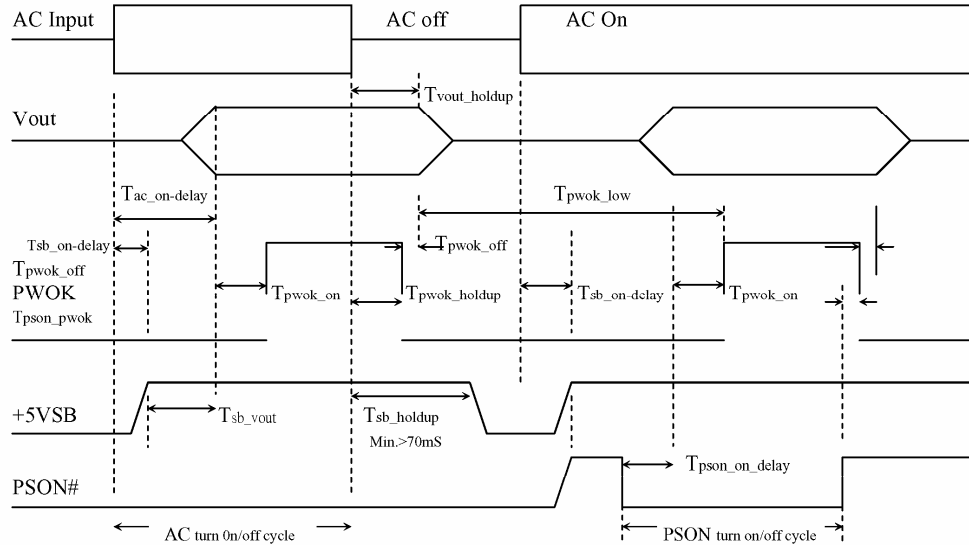 AC Input
AC off
AC On
Tvout_holdup
Vout
Tac_on-delay
Tpwok_low
Tsb_on-delay
Tpwok_off
Tpwok_off
PWOK
Tpwok_on
Tpwok_holdup
Tsb_on-delay
Tpwok_on
Tpson_pwok
+5VSB
Tsb_vout
Tsb_holdup
Min.>70mS
Tpson_on_delay
PSON#
AC turn 0n/off cycle
PSON turn on/off cycle